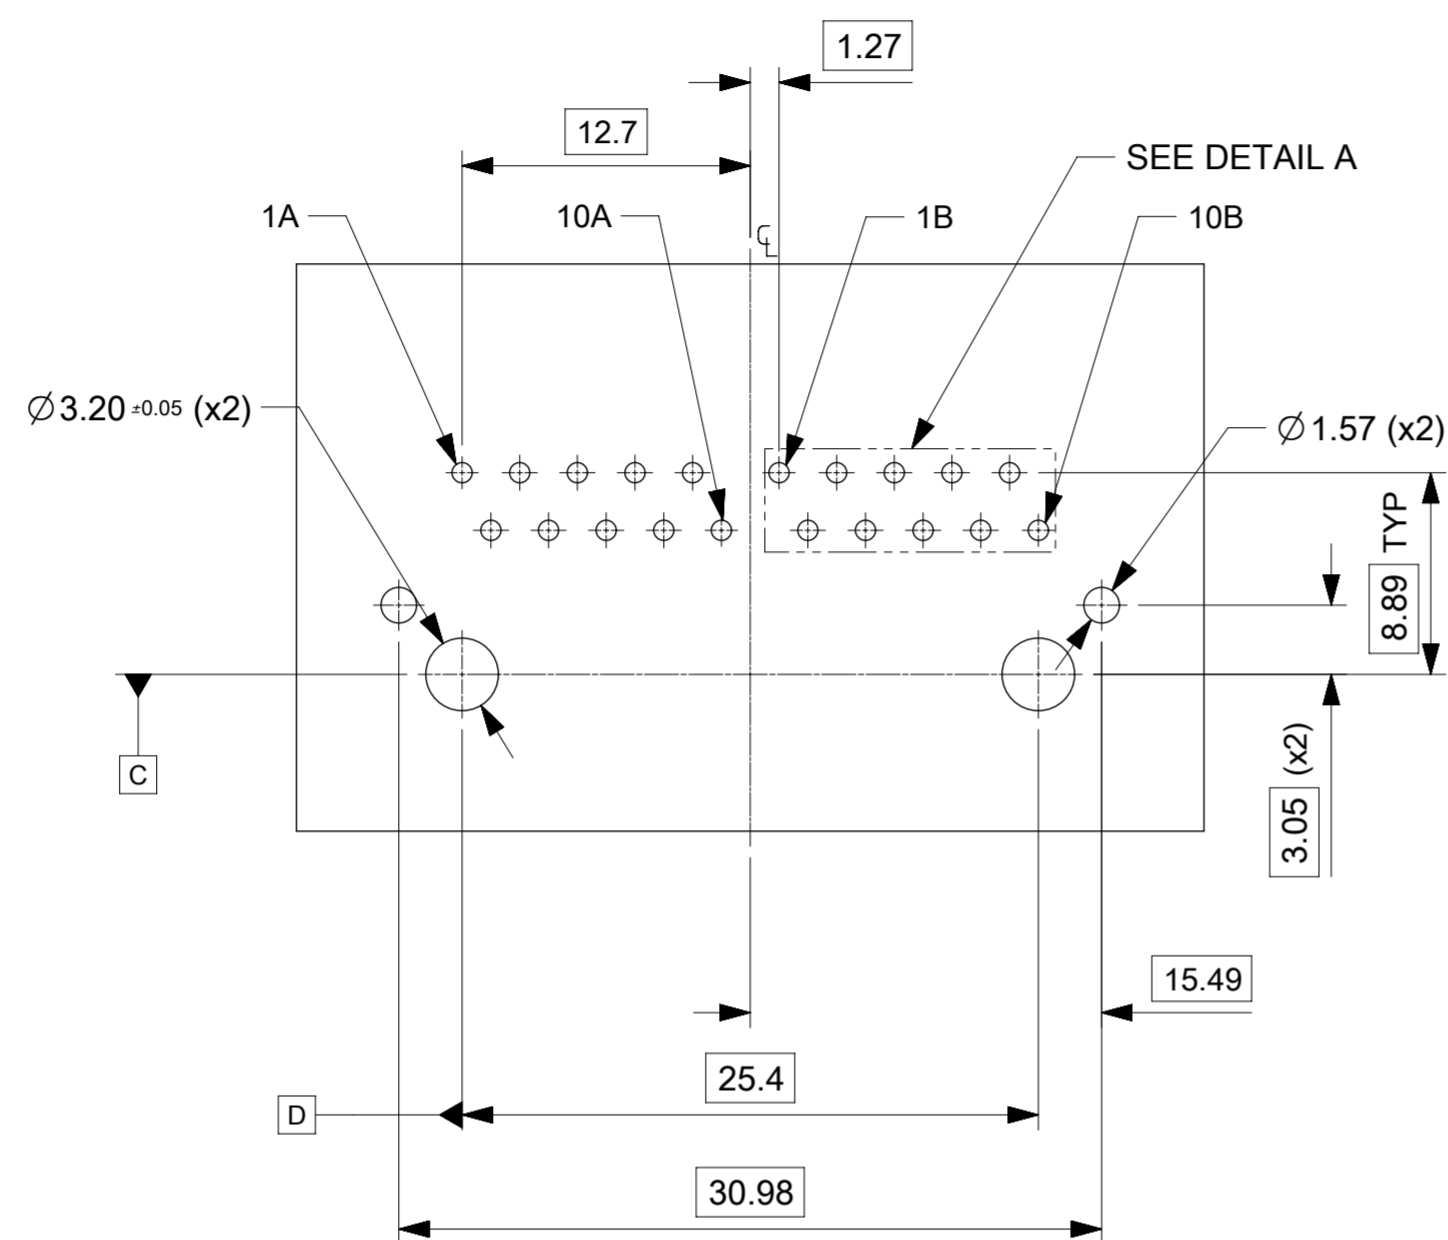 1.27
12.7
SEE DETAIL A
1A
10A
1B
10B
℄
∅3.20 ±0.05 (x2)
∅1.57 (x2)
8.89 TYP
C
3.05 (x2)
15.49
25.4
D
30.98